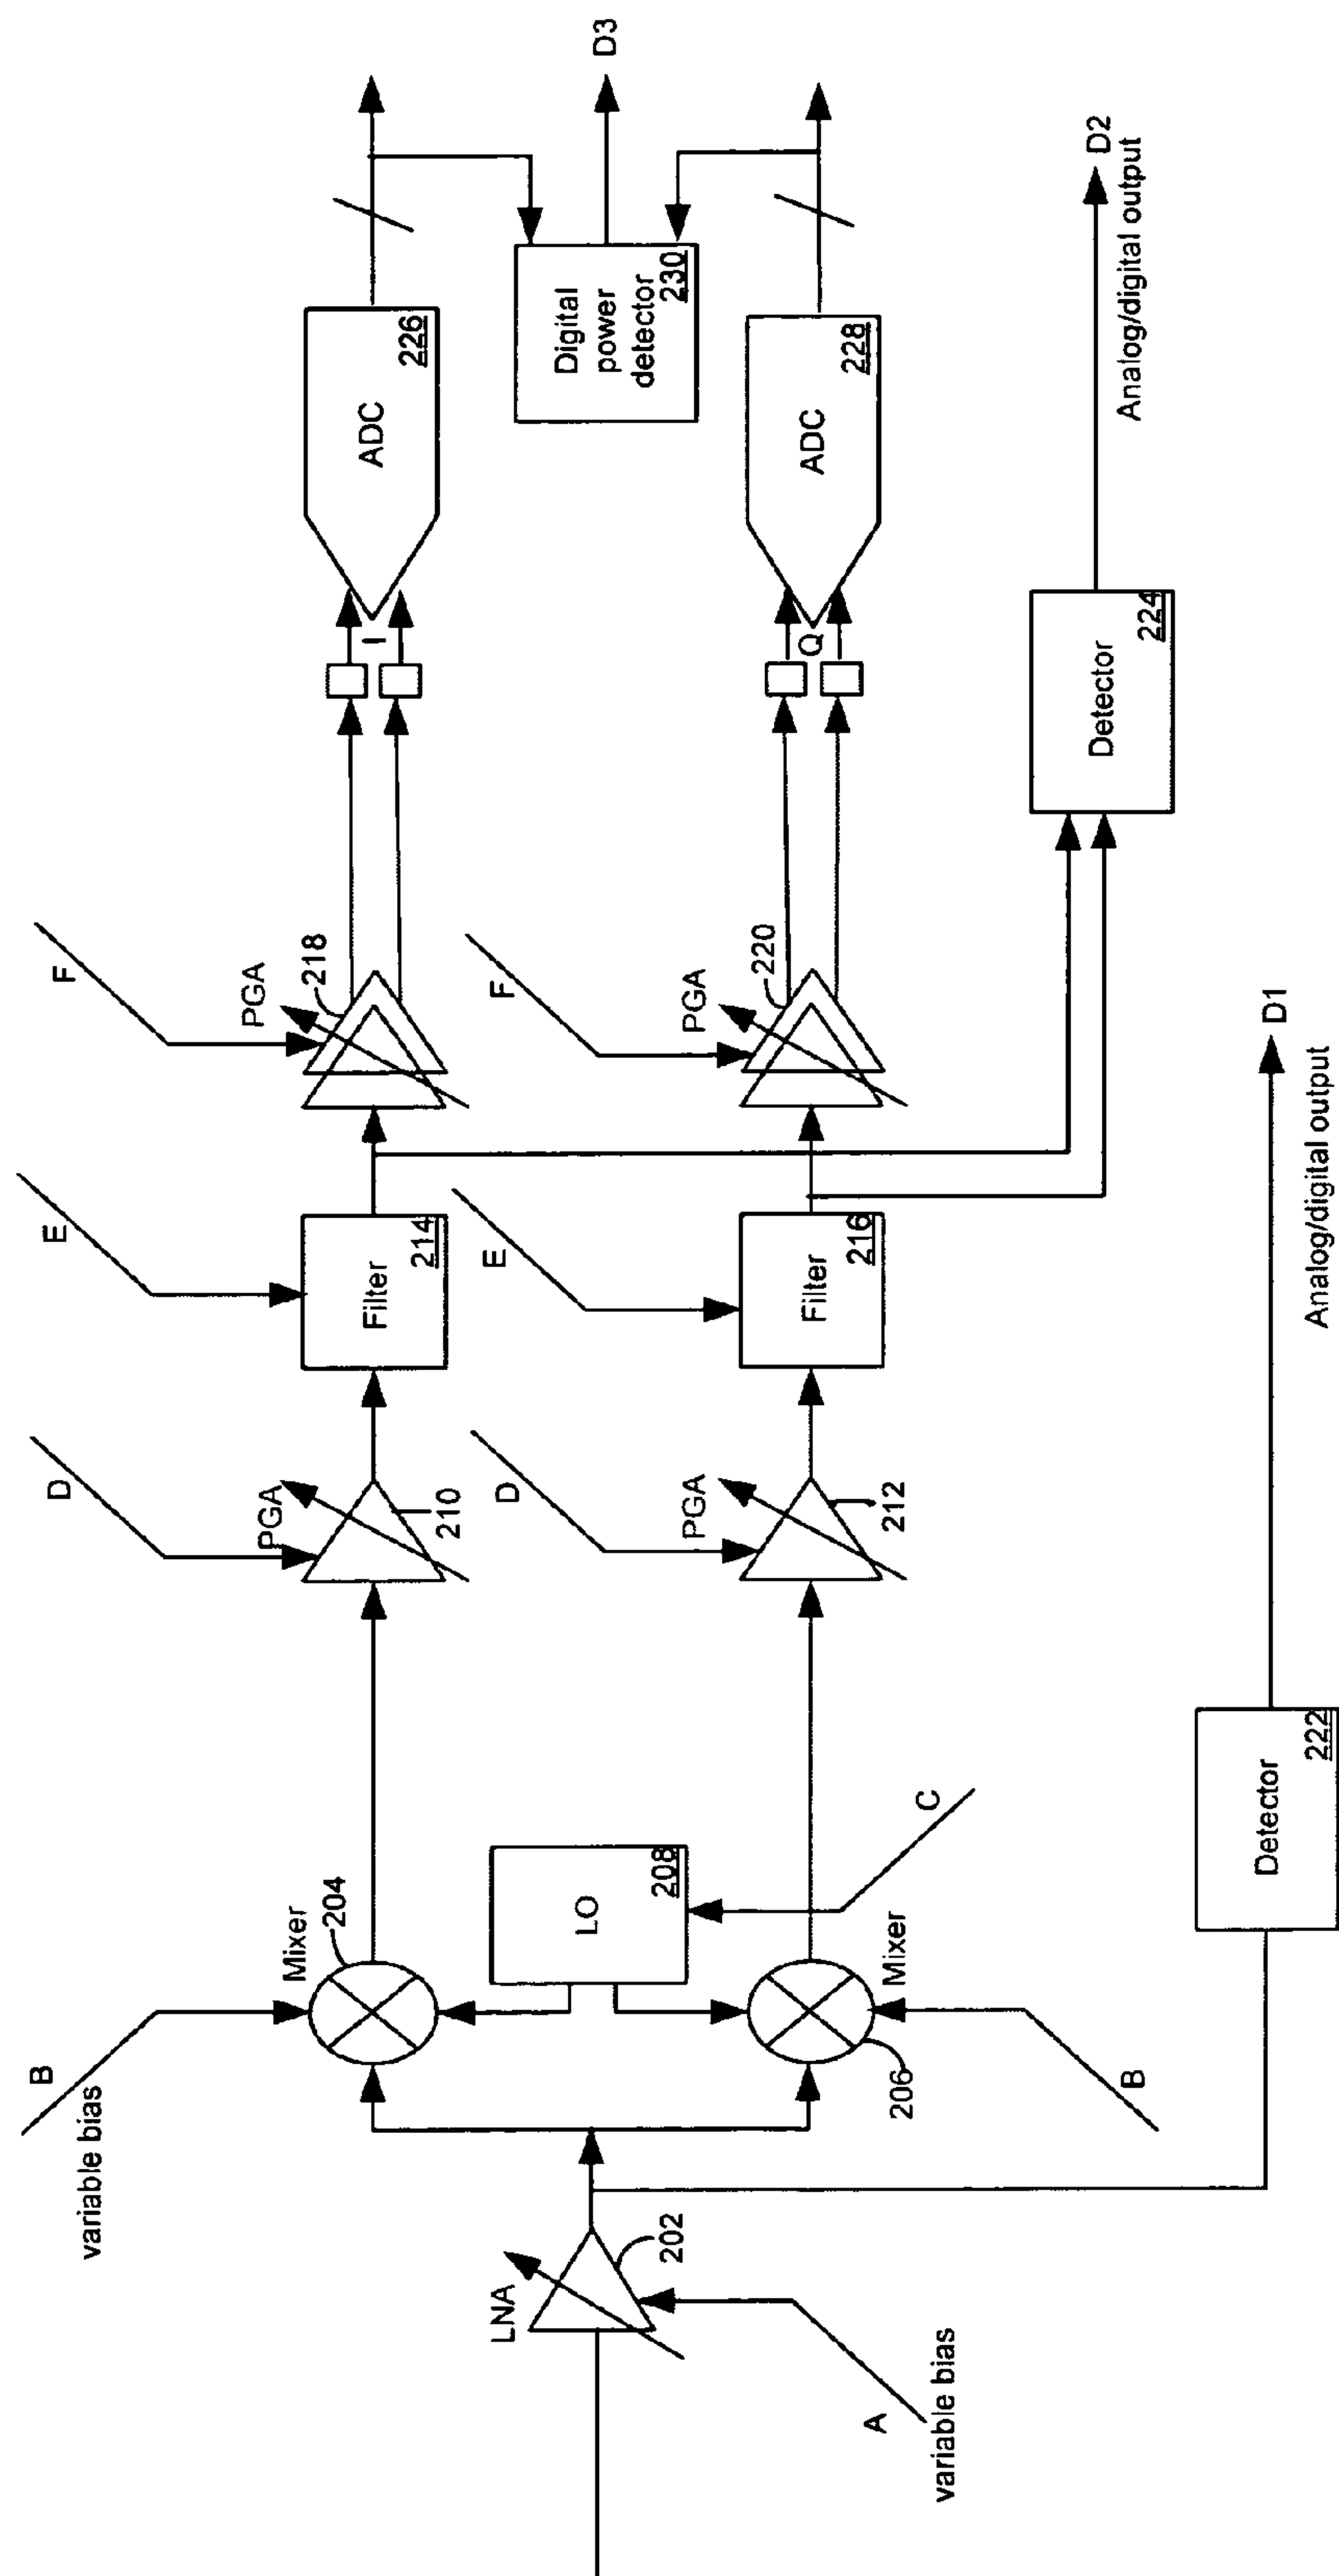 LNA
202
A
variable bias
B
variable bias
Mixer
204
LO
208
C
Mixer
206
B
Detector
222
D1
Analog/digital output
D
PGA
210
D
PGA
212
E
Filter
214
E
Filter
216
F
PGA
218
F
PGA
220
I
ADC
226
Q
ADC
228
Digital
power
detector
230
D3
Detector
224
D2
Analog/digital output